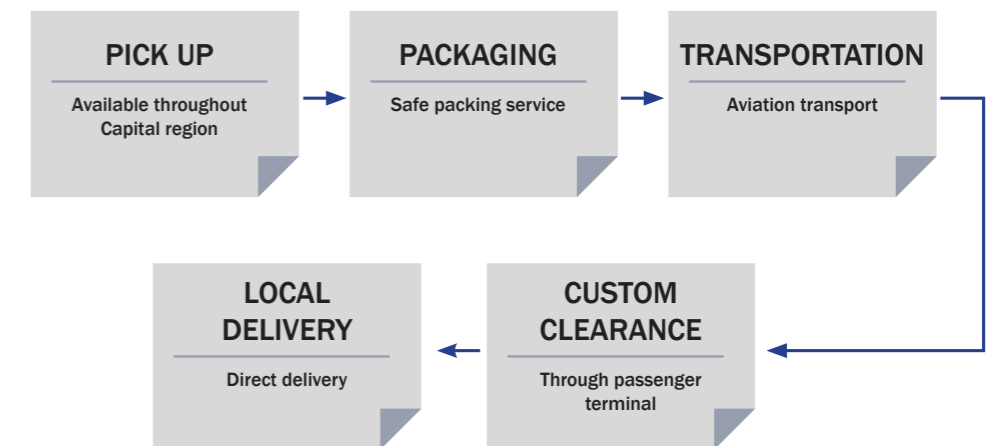 PICK UP
Available throughout
Capital region
PACKAGING
Safe packing service
TRANSPORTATION
Aviation transport
CUSTOM
CLEARANCE
Through passenger
terminal
LOCAL
DELIVERY
Direct delivery